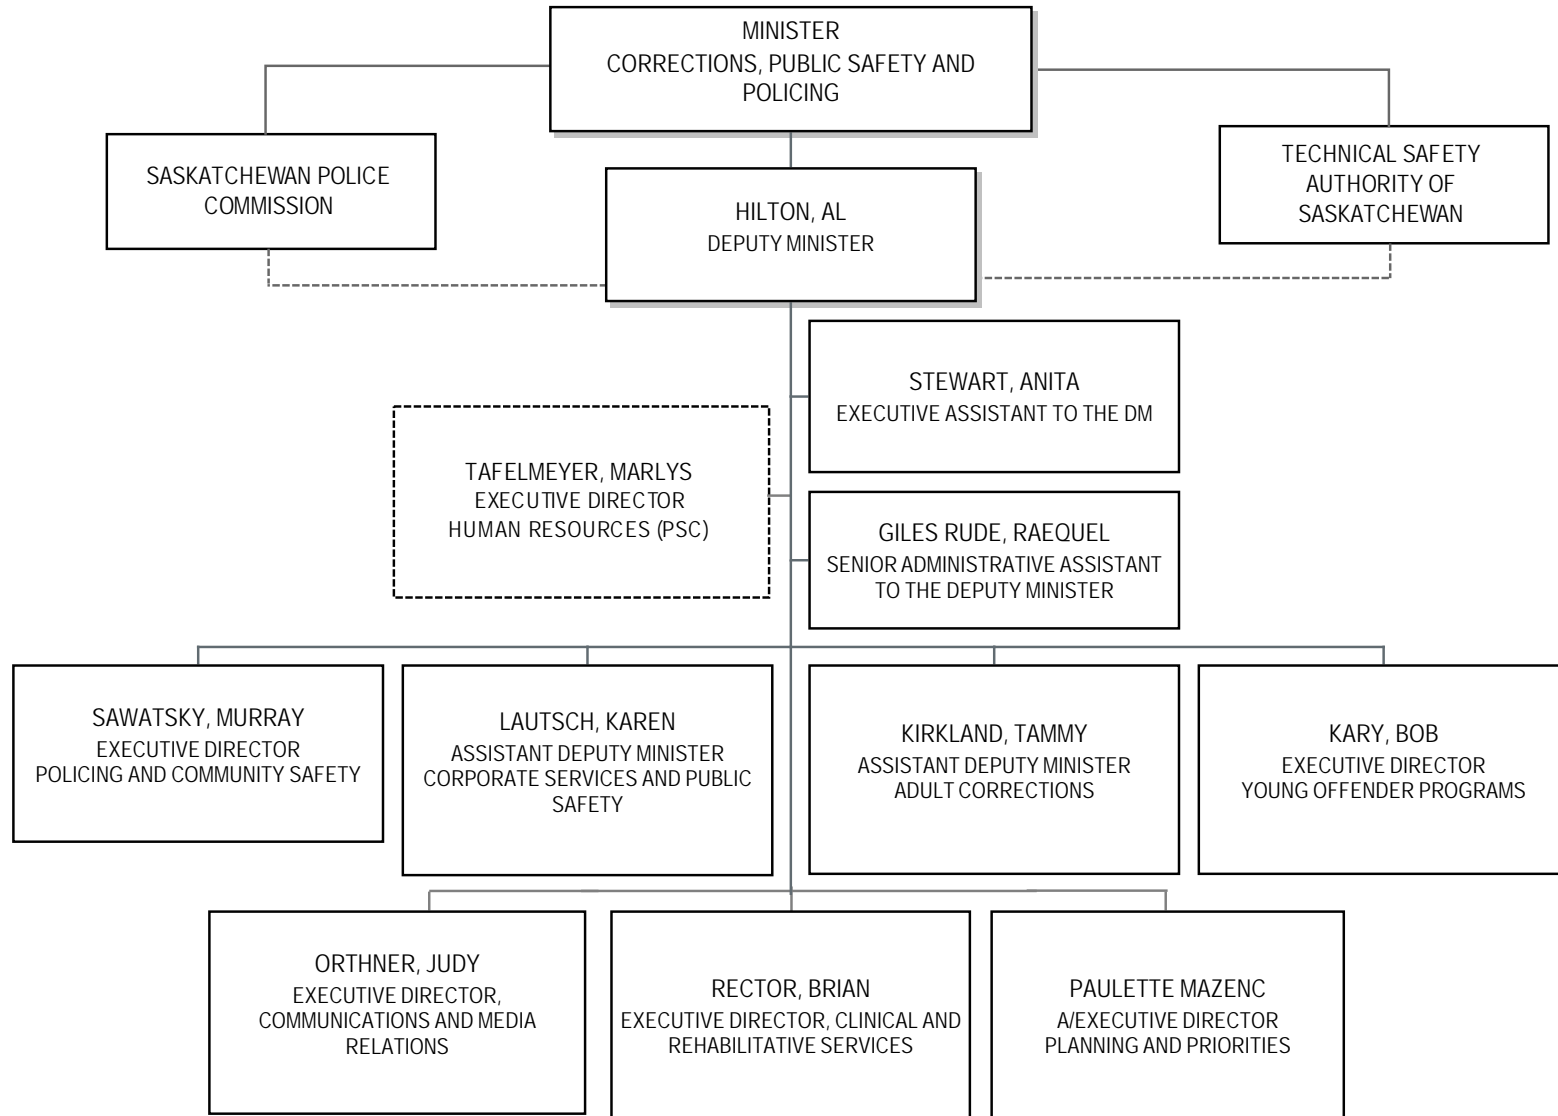 MINISTER
CORRECTIONS, PUBLIC SAFETY AND
POLICING
SASKATCHEWAN POLICE
COMMISSION
HILTON, AL
DEPUTY MINISTER
TECHNICAL SAFETY
AUTHORITY OF
SASKATCHEWAN
STEWART, ANITA
EXECUTIVE ASSISTANT TO THE DM
TAFELMEYER, MARLYS
EXECUTIVE DIRECTOR
HUMAN RESOURCES (PSC)
GILES RUDE, RAEQUEL
SENIOR ADMINISTRATIVE ASSISTANT
TO THE DEPUTY MINISTER
SAWATSKY, MURRAY
EXECUTIVE DIRECTOR
POLICING AND COMMUNITY SAFETY
LAUTSCH, KAREN
ASSISTANT DEPUTY MINISTER
CORPORATE SERVICES AND PUBLIC
SAFETY
KIRKLAND, TAMMY
ASSISTANT DEPUTY MINISTER
ADULT CORRECTIONS
KARY, BOB
EXECUTIVE DIRECTOR
YOUNG OFFENDER PROGRAMS
ORTHNER, JUDY
EXECUTIVE DIRECTOR,
COMMUNICATIONS AND MEDIA
RELATIONS
RECTOR, BRIAN
EXECUTIVE DIRECTOR, CLINICAL AND
REHABILITATIVE SERVICES
PAULETTE MAZENC
A/EXECUTIVE DIRECTOR
PLANNING AND PRIORITIES